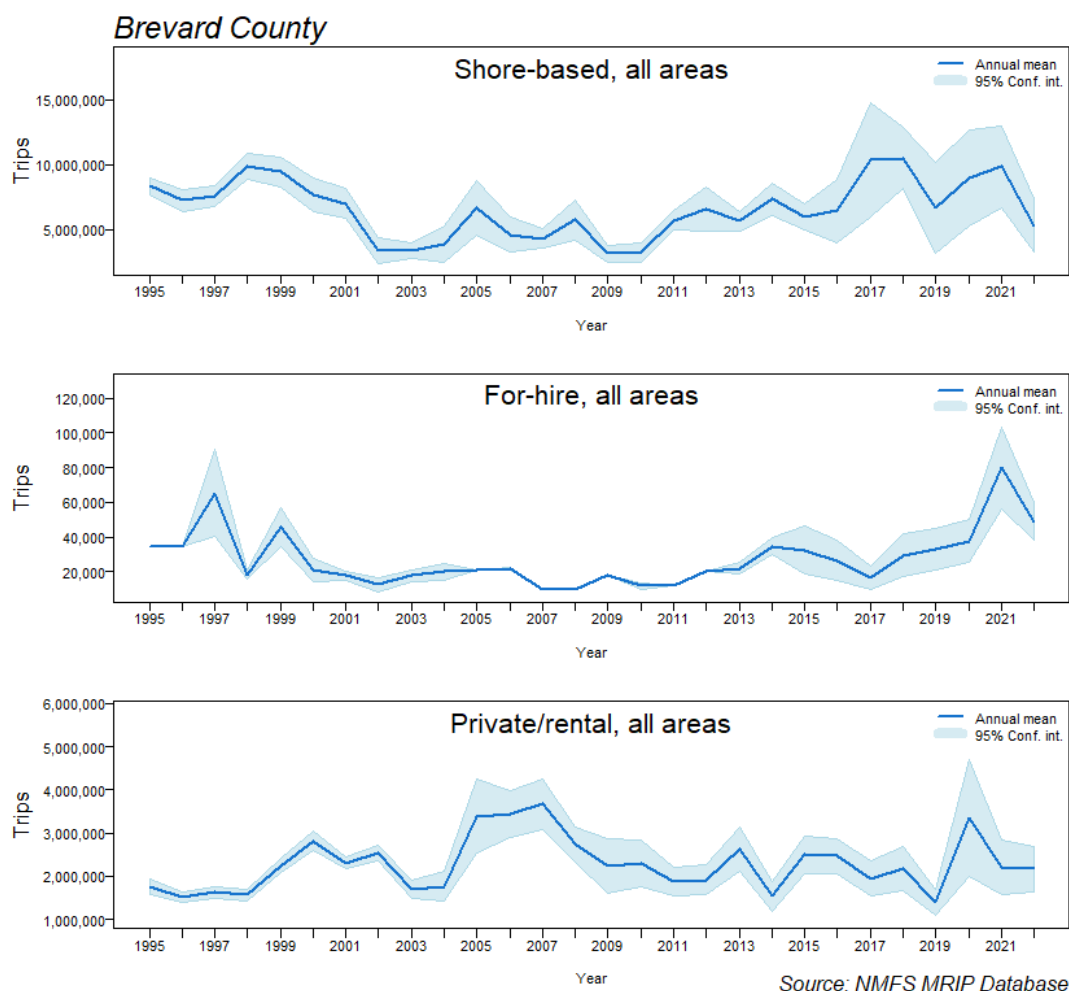 Brevard County
Shore-based, all areas
Annual mean
95% Conf. int.
Trips
15,000,000
10,000,000
5,000,000
1995 1997 1999 2001 2003 2005 2007 2009 2011 2013 2015 2017 2019 2021
Year
For-hire, all areas
Annual mean
95% Conf. int.
Trips
120,000
100,000
80,000
60,000
40,000
20,000
1995 1997 1999 2001 2003 2005 2007 2009 2011 2013 2015 2017 2019 2021
Year
Private/rental, all areas
Annual mean
95% Conf. int.
Trips
6,000,000
5,000,000
4,000,000
3,000,000
2,000,000
1,000,000
1995 1997 1999 2001 2003 2005 2007 2009 2011 2013 2015 2017 2019 2021
Year
Source: NMFS MRIP Database